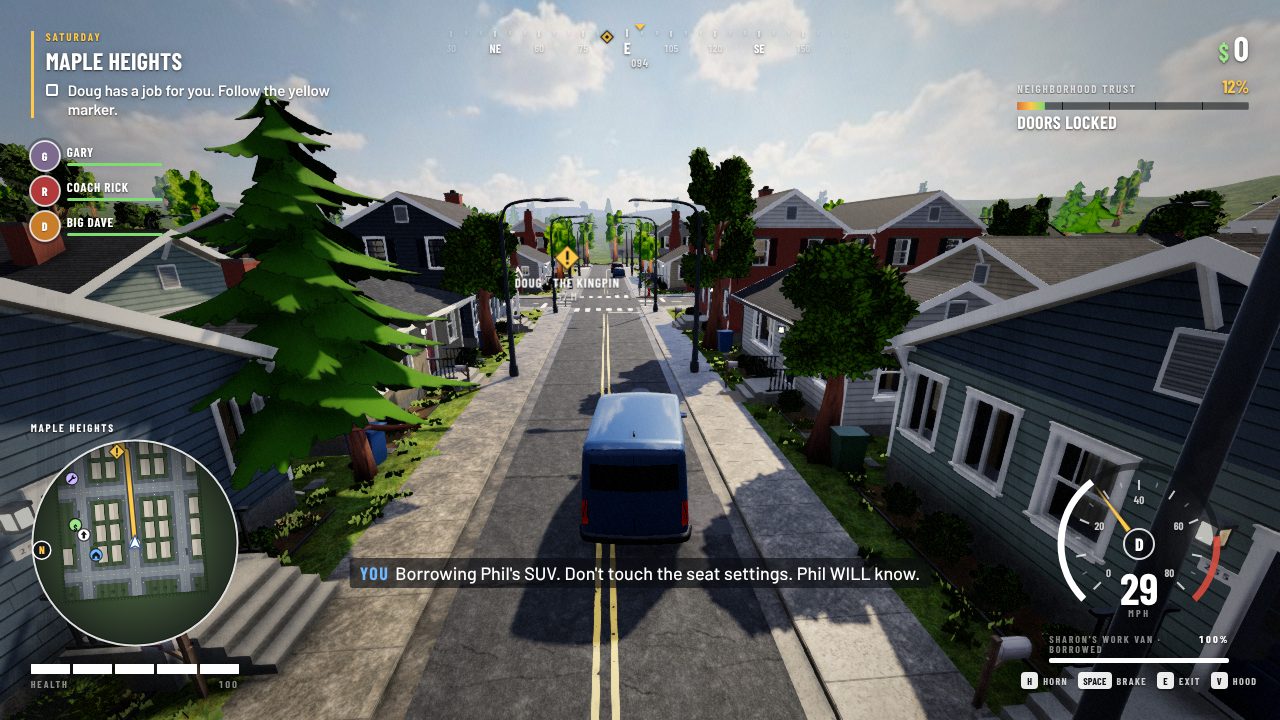 SATURDAY
MAPLE HEIGHTS
Doug has a job for you. Follow the yellow
marker.
G GARY
R COACH RICK
D BIG DAVE
30 NE 60 75 E 105 120 SE 150
094
$ 0
NEIGHBORHOOD TRUST 12%
DOORS LOCKED
DOUG · THE KINGPIN
MAPLE HEIGHTS
N
HEALTH 100
YOU Borrowing Phil's SUV. Don't touch the seat settings. Phil WILL know.
0 20 40 60 80
D
29
MPH
SHARON'S WORK VAN · 100%
BORROWED
H HORN SPACE BRAKE E EXIT V HOOD